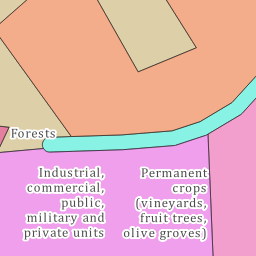 Forests
Industrial,
commercial,
public,
military and
private units
Permanent
crops
(vineyards,
fruit trees,
olive groves)